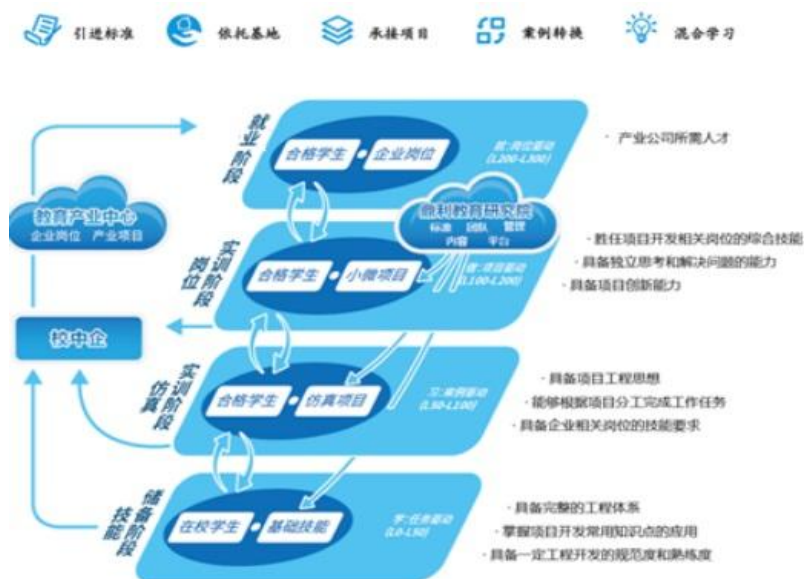 引进标准
依托基地
承接项目
案例转换
混合学习
就业阶段
合格学生 · 企业岗位
就:岗位驱动
(L200-L300)
· 产业公司所需人才
教育产业中心
企业岗位 产业项目
鼎利教育研究院
标准 团队 管理
内容 平台
岗位
实训阶段
合格学生 · 小微项目
做:项目驱动
(L100-L200)
· 胜任项目开发相关岗位的综合技能
· 具备独立思考和解决问题的能力
· 具备项目创新能力
校中企
仿真
实训阶段
合格学生 · 仿真项目
习:案例驱动
(L50-L100)
· 具备项目工程思想
· 能够根据项目分工完成工作任务
· 具备企业相关岗位的技能要求
技能
储备阶段
在校学生 · 基础技能
学:任务驱动
(L0-L50)
· 具备完整的工程体系
· 掌握项目开发常用知识点的应用
· 具备一定工程开发的规范度和熟练度